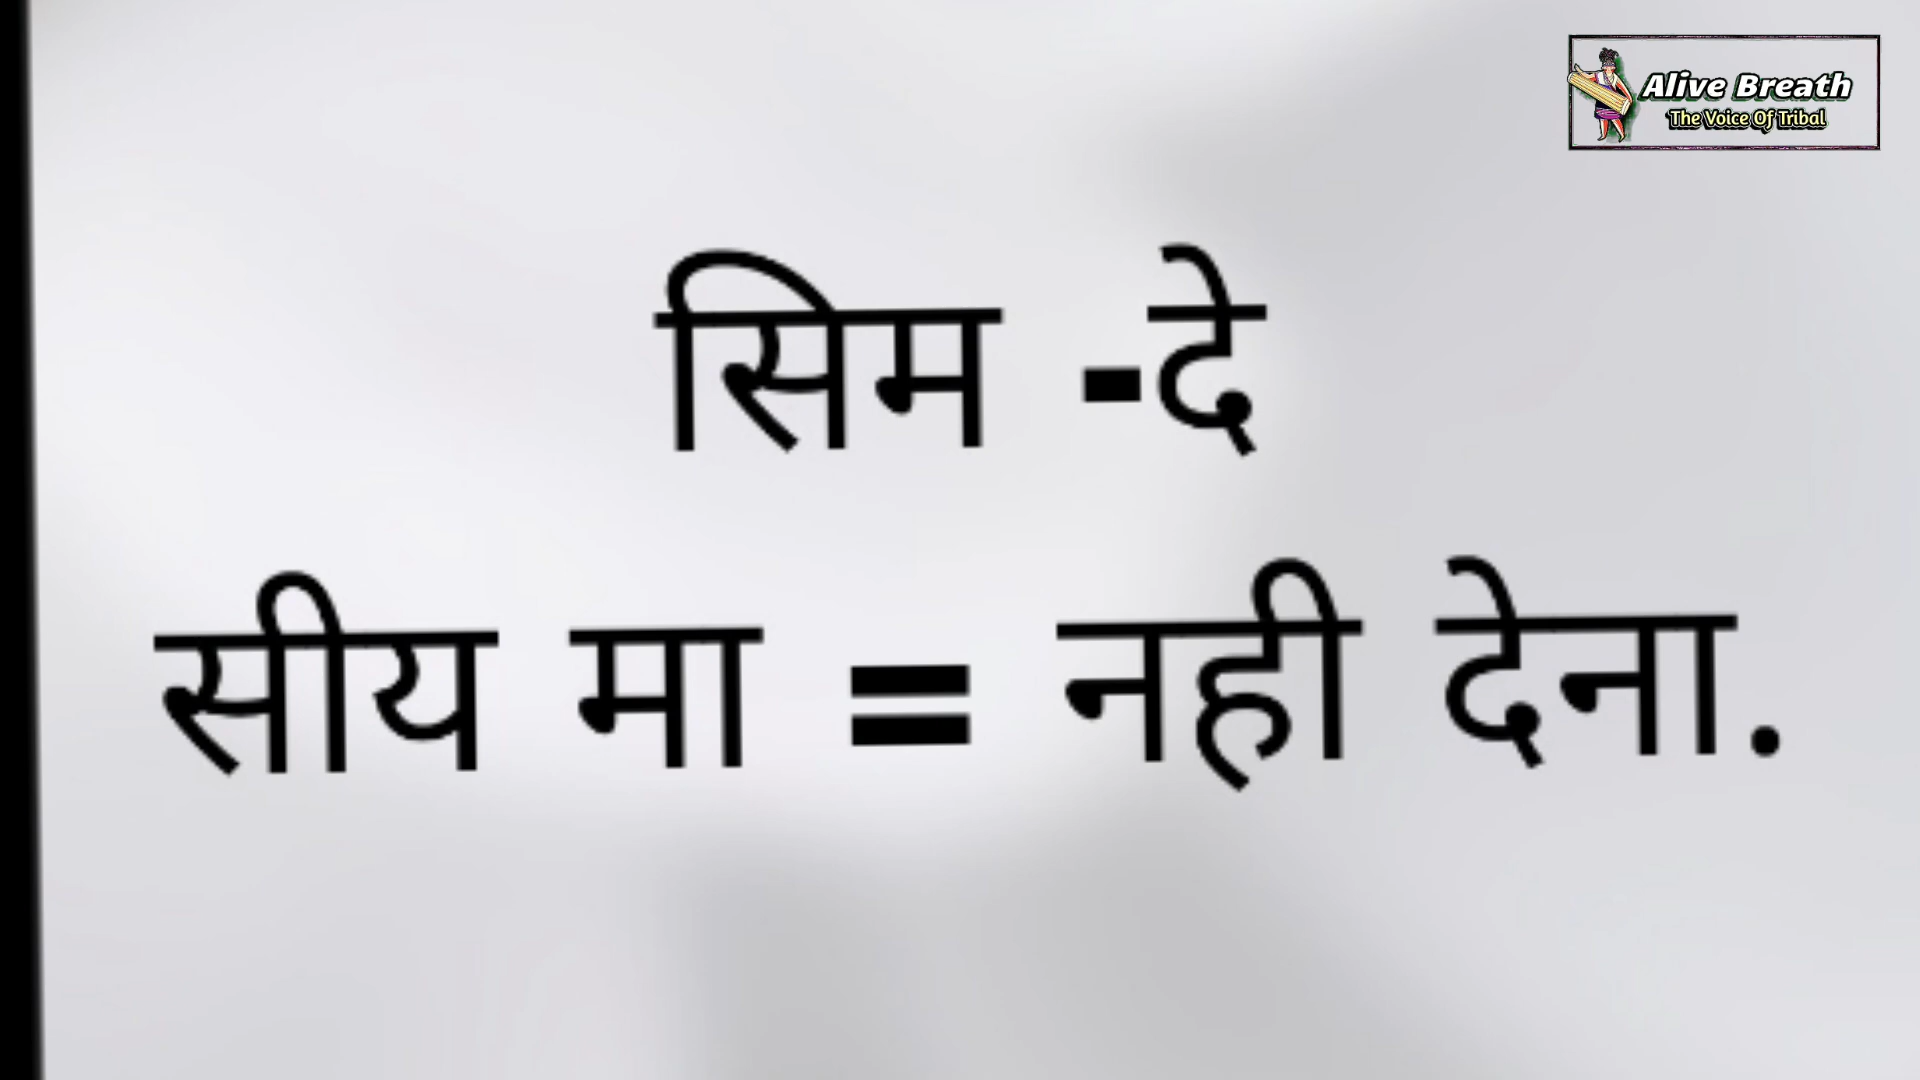 Alive Breath
The Voice Of Tribal
सिम -दे
सीय मा = नही देना.